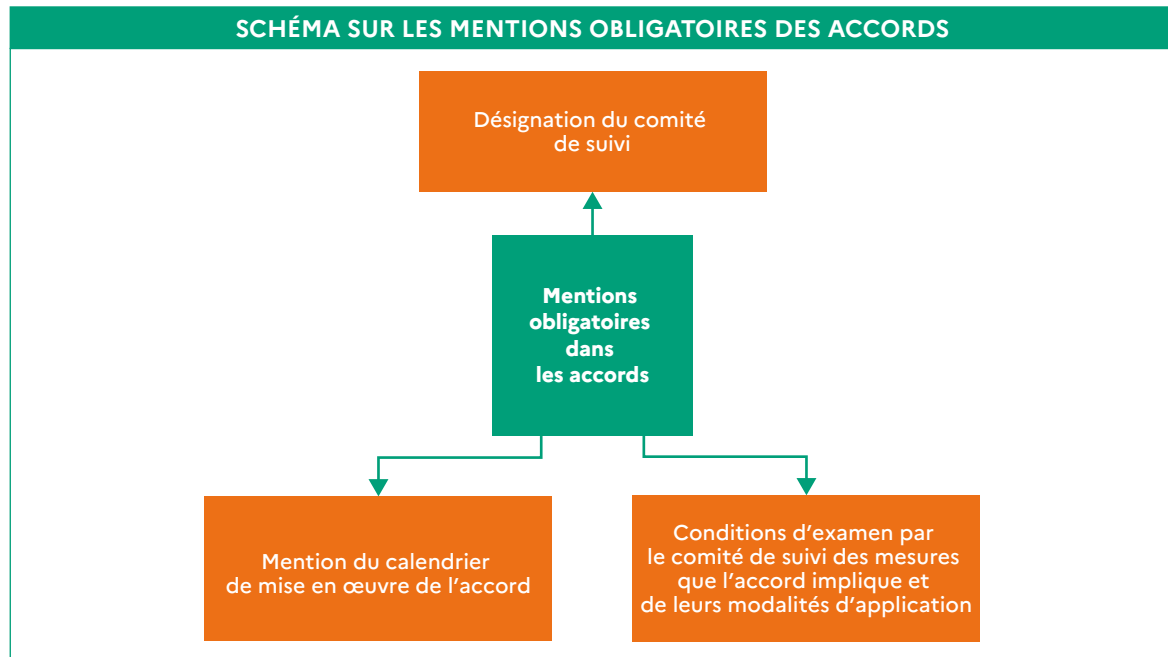 SCHÉMA SUR LES MENTIONS OBLIGATOIRES DES ACCORDS
Désignation du comité
de suivi
Mentions
obligatoires
dans
les accords
Mention du calendrier
de mise en œuvre de l’accord
Conditions d’examen par
le comité de suivi des mesures
que l’accord implique et
de leurs modalités d’application